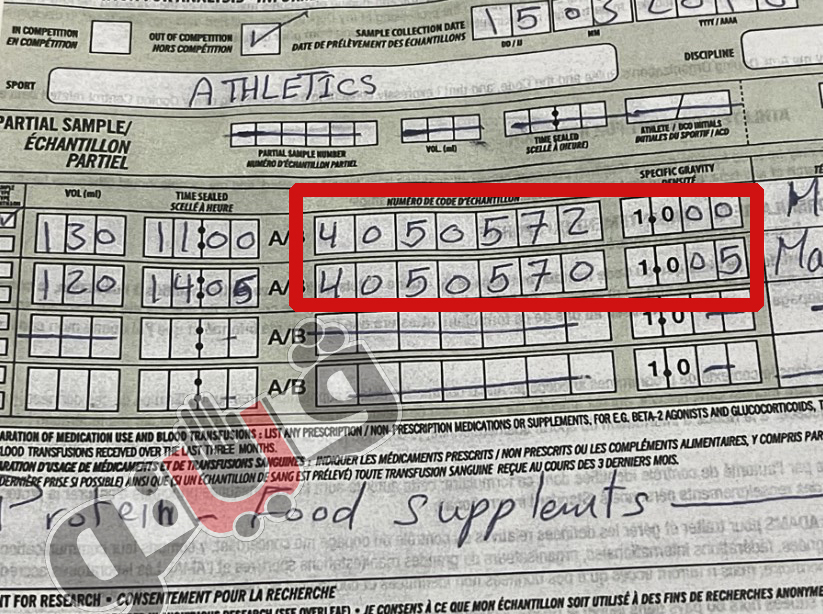 IN COMPETITION
EN COMPÉTITION
OUT OF COMPETITION
HORS COMPÉTITION
SAMPLE COLLECTION DATE
DATE DE PRÉLÈVEMENT DES ÉCHANTILLONS
15 03
DD / JJ MM YYYY / AAAA
SPORT ATHLETICS DISCIPLINE
PARTIAL SAMPLE/
ÉCHANTILLON
PARTIEL
PARTIAL SAMPLE NUMBER
NUMÉRO D'ÉCHANTILLON PARTIEL
VOL. (ml)
TIME SEALED
SCELLÉ À (HEURE)
ATHLETE / DCO INITIALS
INITIALES DU SPORTIF / ACD
VOL (ml) TIME SEALED
SCELLÉ À HEURE
NUMÉRO DE CODE D'ÉCHANTILLON
SPECIFIC GRAVITY
DENSITÉ
130 11:00 A/B 4050572 1.000
120 14:05 A/B 4050570 1.005
A/B 1.0
A/B 1.0
ARATION OF MEDICATION USE AND BLOOD TRANSFUSIONS : LIST ANY PRESCRIPTION / NON-PRESCRIPTION MEDICATIONS OR SUPPLEMENTS, FOR E.G. BETA-2 AGONISTS AND GLUCOCORTICOIDS,
LOOD TRANSFUSIONS RECEIVED OVER THE LAST THREE MONTHS.
ARATION D'USAGE DE MÉDICAMENTS ET DE TRANSFUSIONS SANGUINES : INDIQUER LES MÉDICAMENTS PRESCRITS / NON PRESCRITS OU LES COMPLÉMENTS ALIMENTAIRES, Y COMPRIS PAR
DERNIÈRE PRISE SI POSSIBLE) AINSI QUE (SI UN ÉCHANTILLON DE SANG EST PRÉLEVÉ) TOUTE TRANSFUSION SANGUINE REÇUE AU COURS DES 3 DERNIERS MOIS.
Protein - Food Supplents
NT FOR RESEARCH • CONSENTEMENT POUR LA RECHERCHE
(SEE OVERLEAF) • JE CONSENS À CE QUE MON ÉCHANTILLON SOIT UTILISÉ À DES FINS DE RECHERCHES ANONYMES